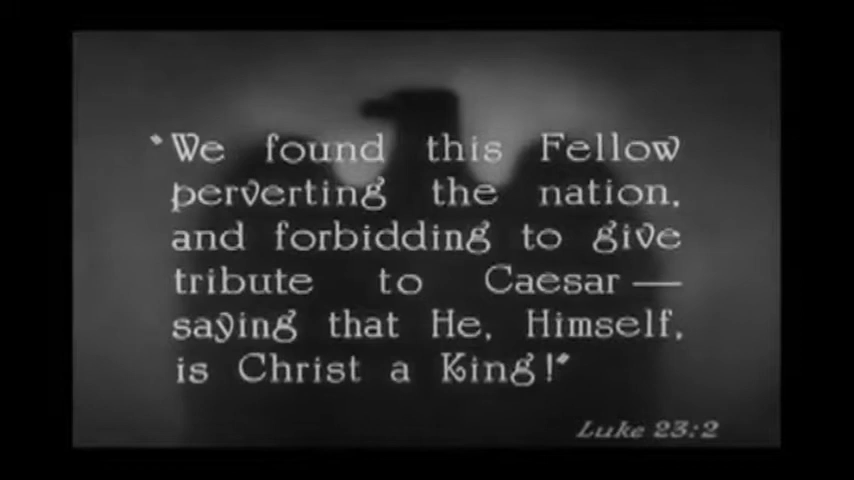 "We found this Fellow
perverting the nation,
and forbidding to give
tribute to Caesar —
saying that He, Himself,
is Christ a King!"
Luke 23:2